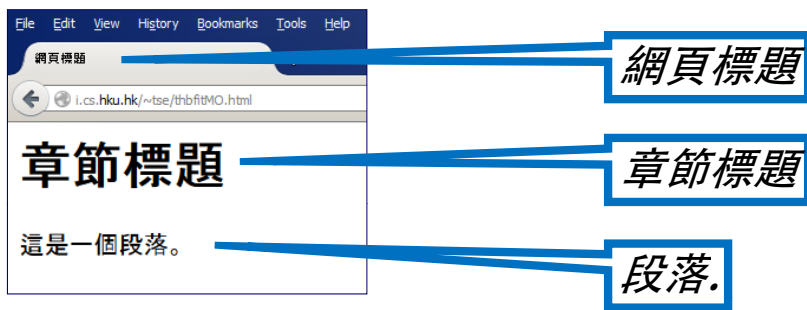 File Edit View History Bookmarks Tools Help
網頁標題
網頁標題
i.cs.hku.hk/~tse/thbfitMO.html
章節標題
章節標題
這是一個段落。
段落.